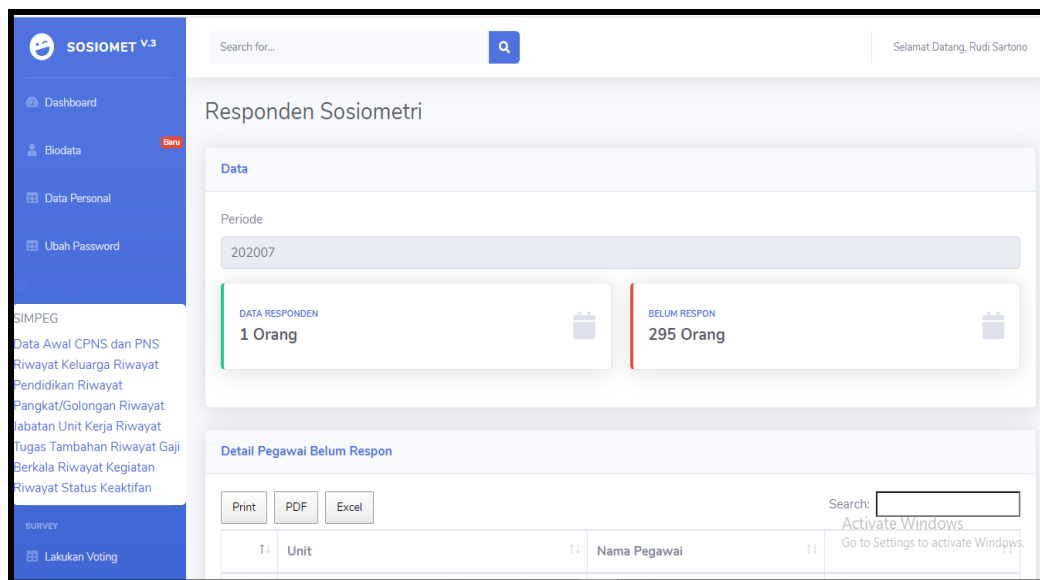 SOSIOMET V.3
Search for...
Selamat Datang, Rudi Sartono
Dashboard
Baru
Biodata
Data Personal
Ubah Password
SIMPEG
Data Awal CPNS dan PNS
Riwayat Keluarga Riwayat
Pendidikan Riwayat
Pangkat/Golongan Riwayat
Jabatan Unit Kerja Riwayat
Tugas Tambahan Riwayat Gaji
Berkala Riwayat Kegiatan
Riwayat Status Keaktifan
SURVEY
Lakukan Voting
Responden Sosiometri
Data
Periode
202007
DATA RESPONDEN
1 Orang
BELUM RESPON
295 Orang
Detail Pegawai Belum Respon
Print PDF Excel
Search:
Unit Nama Pegawai
Activate Windows
Go to Settings to activate Windows.